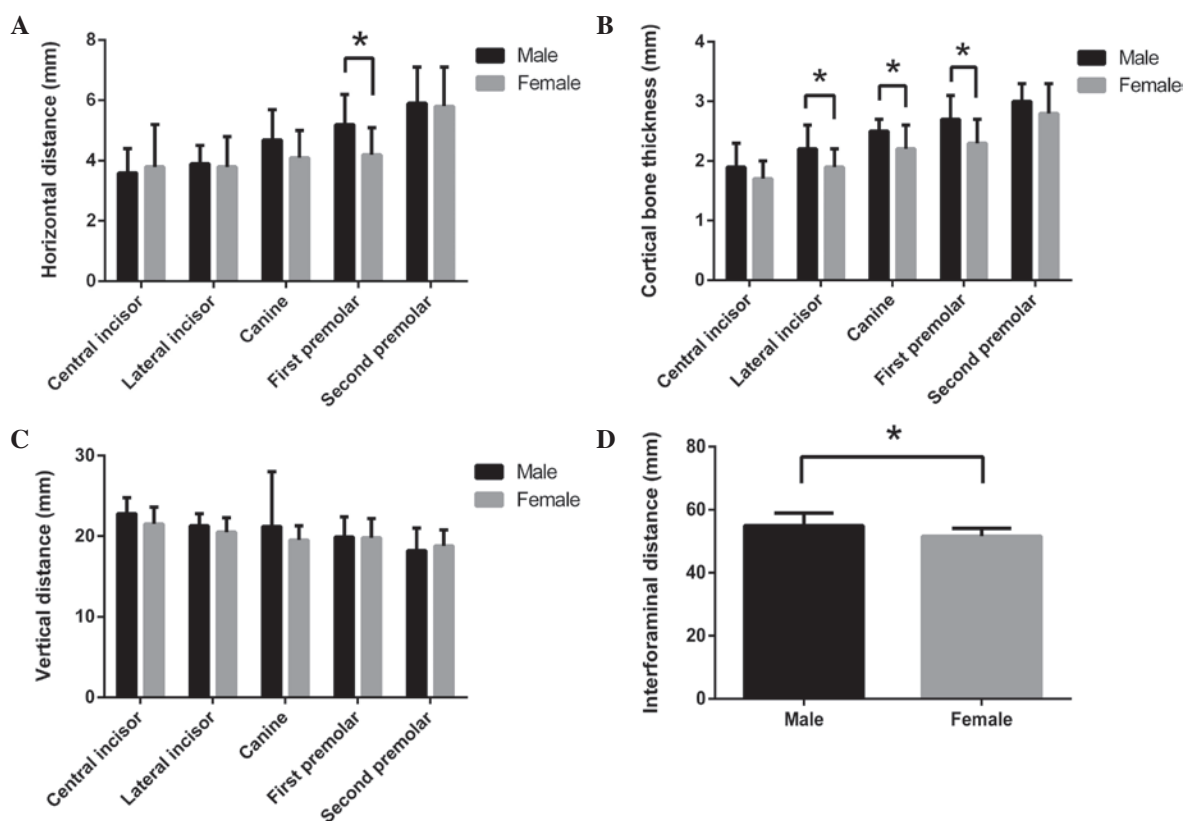 A
Horizontal distance (mm)
8
6
4
2
0
*
Male
Female
Central incisor
Lateral incisor
Canine
First premolar
Second premolar
B
Cortical bone thickness (mm)
4
3
2
1
0
*
*
*
Male
Female
Central incisor
Lateral incisor
Canine
First premolar
Second premolar
C
Vertical distance (mm)
30
20
10
0
Male
Female
Central incisor
Lateral incisor
Canine
First premolar
Second premolar
D
Interforaminal distance (mm)
80
60
40
20
0
*
Male
Female